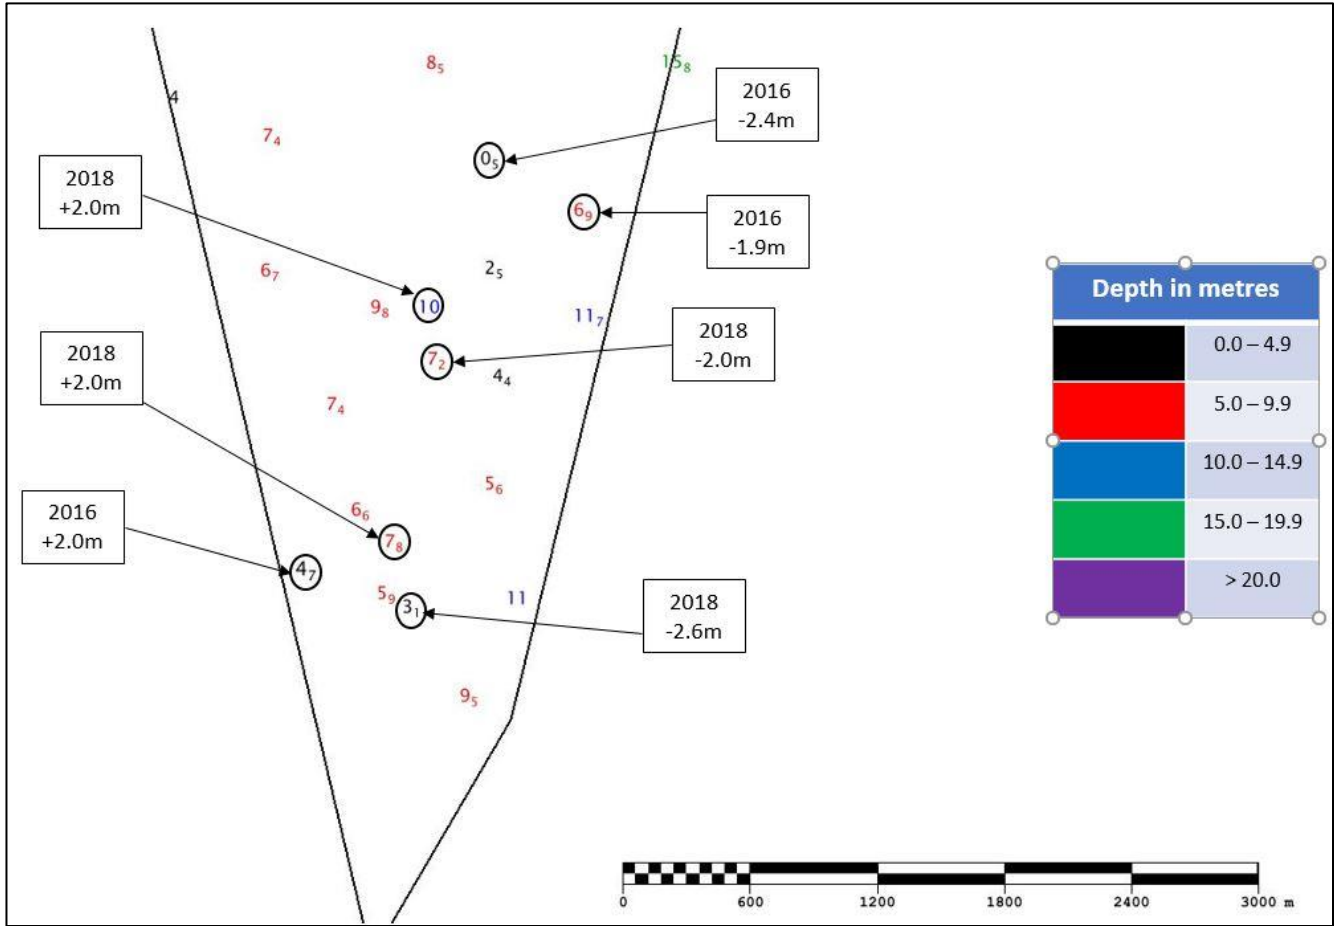 8₅
15₈
4
7₄
2016
-2.4m
0₅
2018
+2.0m
6₉
2016
-1.9m
6₇
2₅
9₈
10
11₇
2018
-2.0m
7₂
4₄
2018
+2.0m
7₄
5₆
6₆
7₈
2016
+2.0m
4₇
5₉
3₁
11
2018
-2.6m
9₅
Depth in metres
0.0 – 4.9
5.0 – 9.9
10.0 – 14.9
15.0 – 19.9
> 20.0
0 600 1200 1800 2400 3000 m